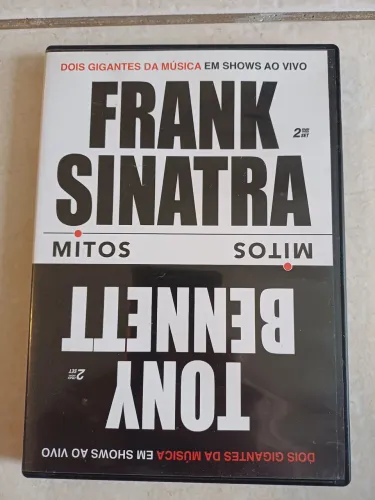 DOIS GIGANTES DA MÚSICA EM SHOWS AO VIVO
FRANK
2 DVD SET
SINATRA
MITOS
MITOS
TONY
BENNETT
2 DVD SET
DOIS GIGANTES DA MÚSICA EM SHOWS AO VIVO